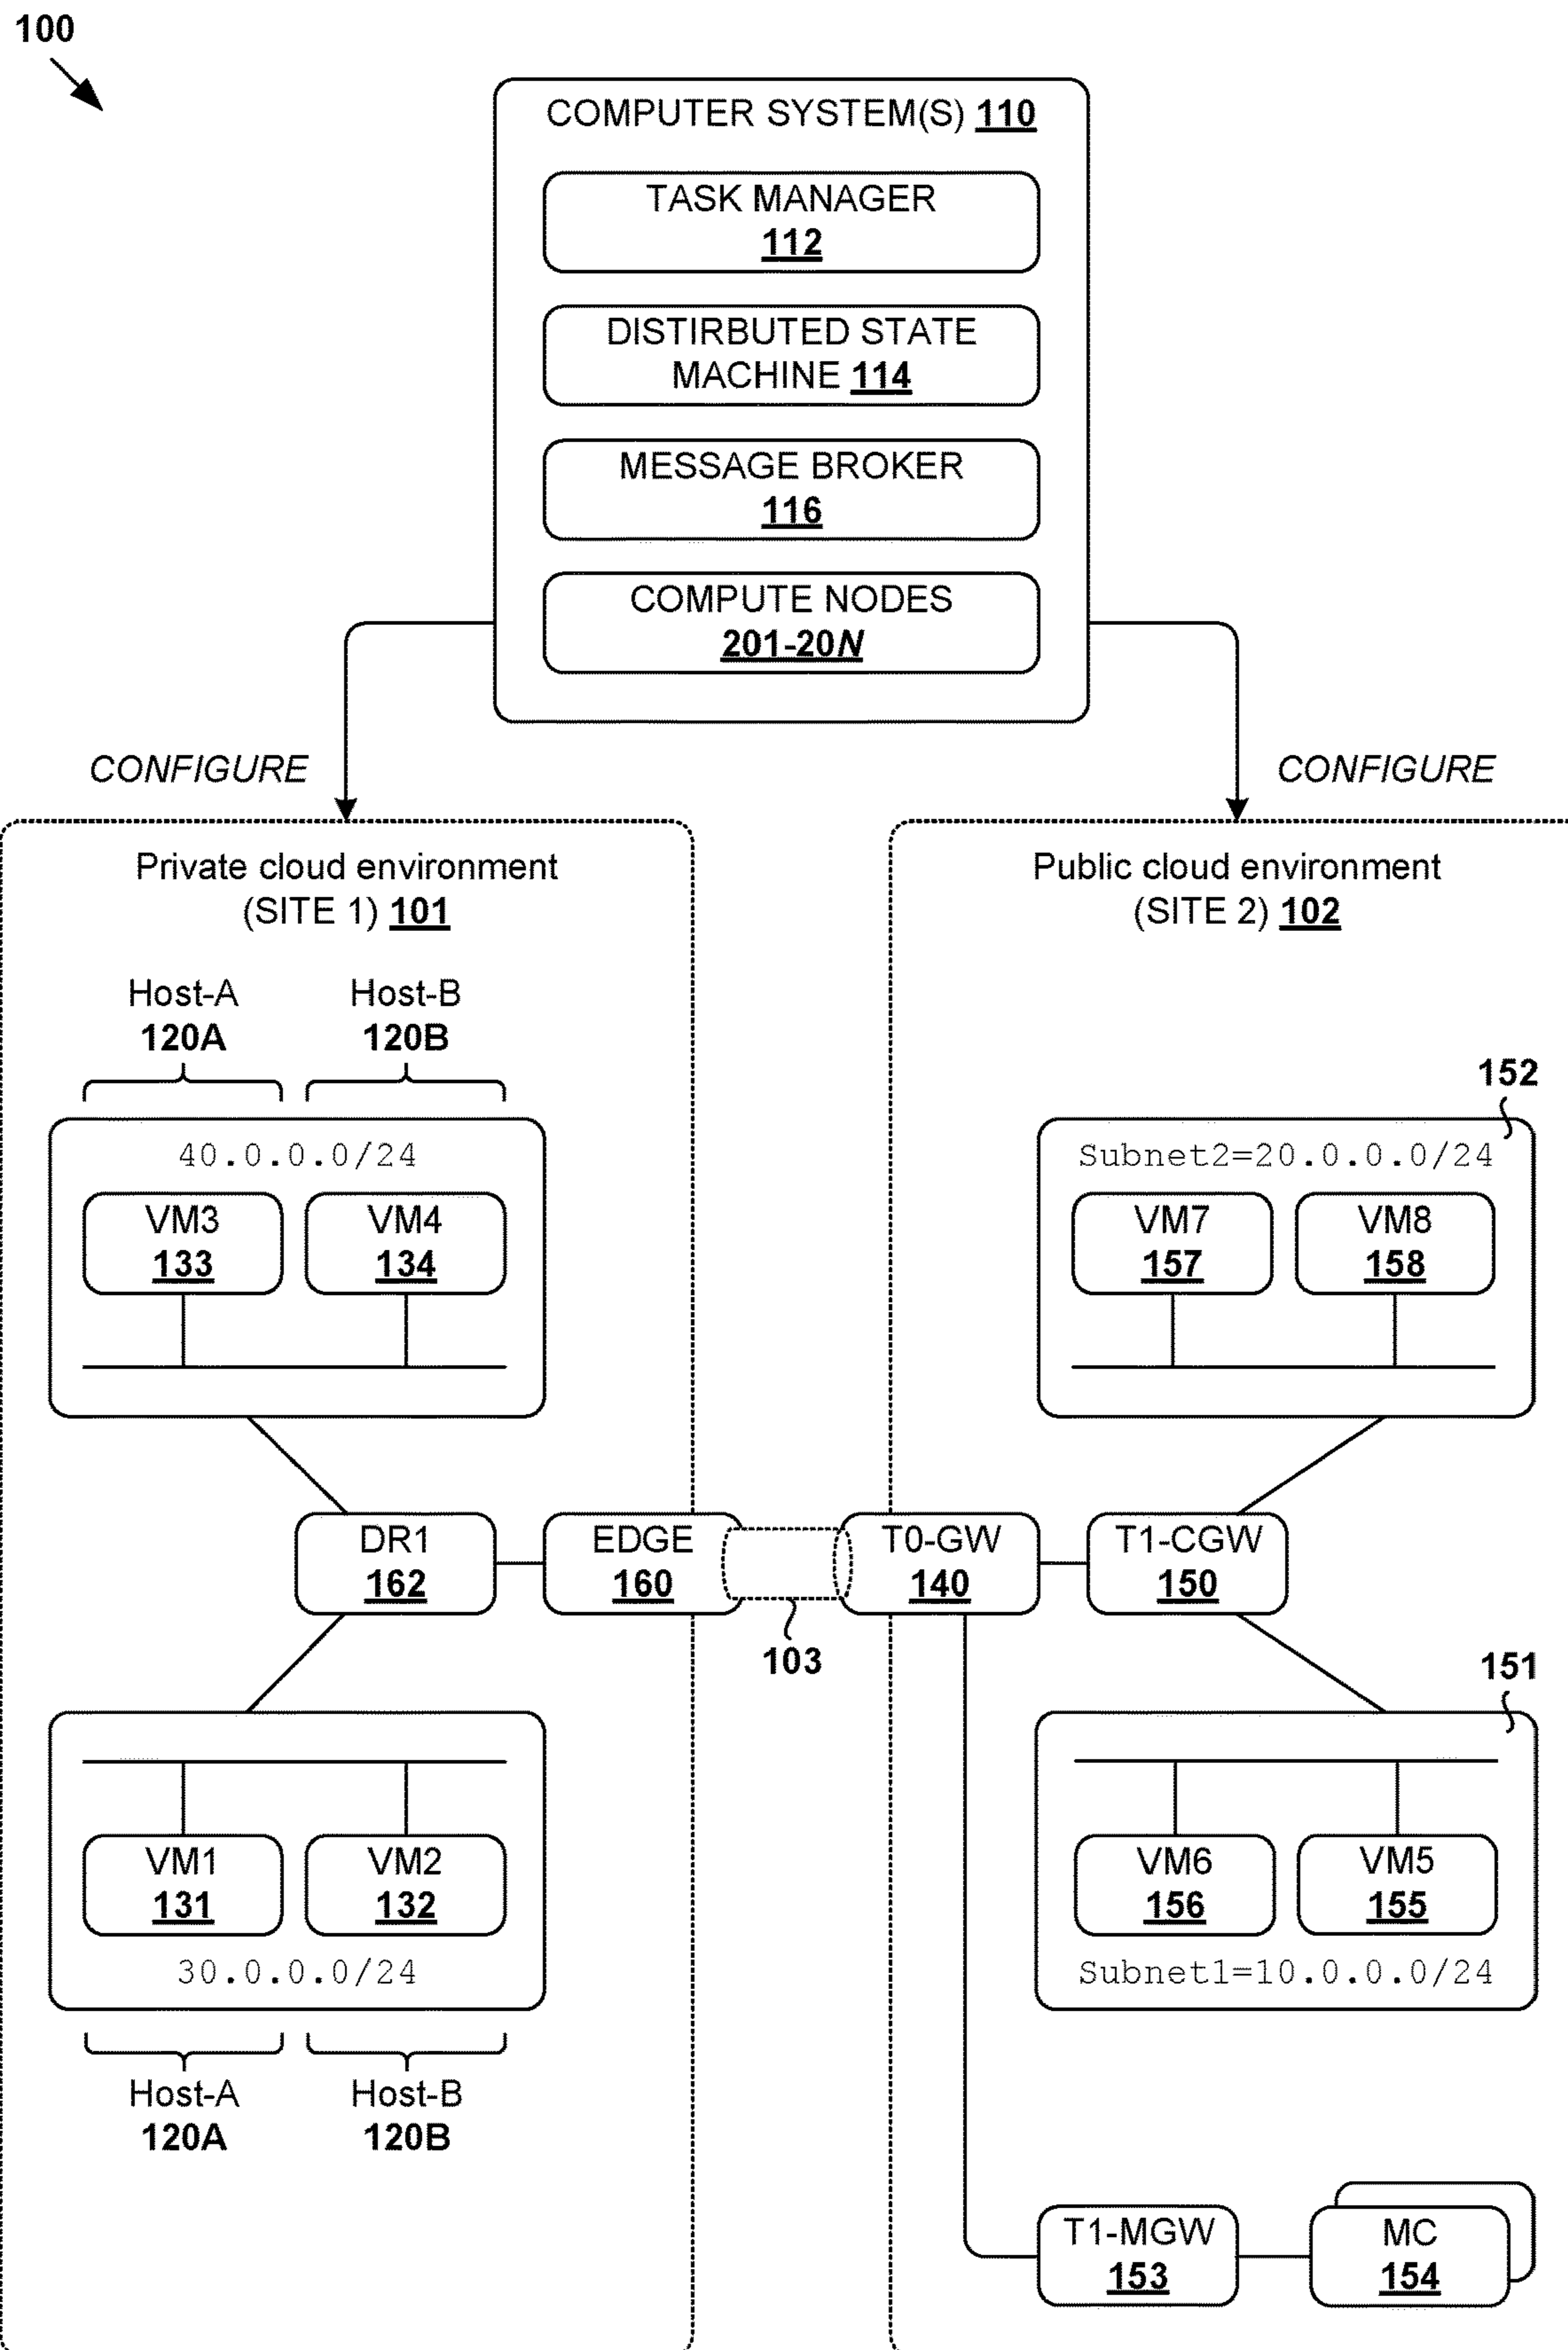 100
COMPUTER SYSTEM(S) 110
TASK MANAGER
112
DISTIRBUTED STATE
MACHINE 114
MESSAGE BROKER
116
COMPUTE NODES
201-20N
CONFIGURE
CONFIGURE
Private cloud environment
(SITE 1) 101
Public cloud environment
(SITE 2) 102
Host-A
120A
Host-B
120B
152
40.0.0.0/24
VM3
133
VM4
134
Subnet2=20.0.0.0/24
VM7
157
VM8
158
DR1
162
EDGE
160
103
T0-GW
140
T1-CGW
150
151
VM1
131
VM2
132
30.0.0.0/24
VM6
156
VM5
155
Subnet1=10.0.0.0/24
Host-A
120A
Host-B
120B
T1-MGW
153
MC
154